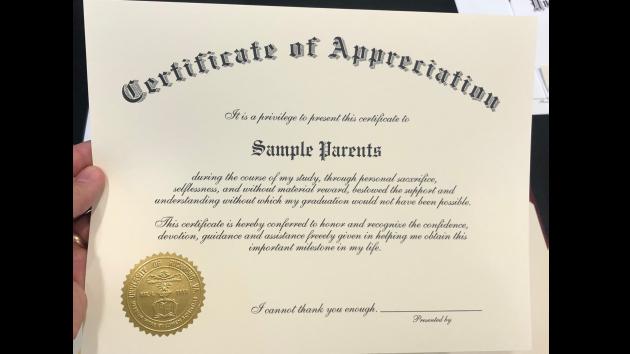 Certificate of Appreciation
It is a privilege to present this certificate to
Sample Parents
during the course of my study, through personal sacxrifice,
selflessness, and without material reward, bestowed the support and
understanding without which my graduation would not have been possible.
This certificate is hereby conferred to honor and recognize the confidence,
devotion, guidance and assistance freely given in helping me obtain this
important milestone in my life.
I cannot thank you enough.
Presented by
UNIVERSITY OF